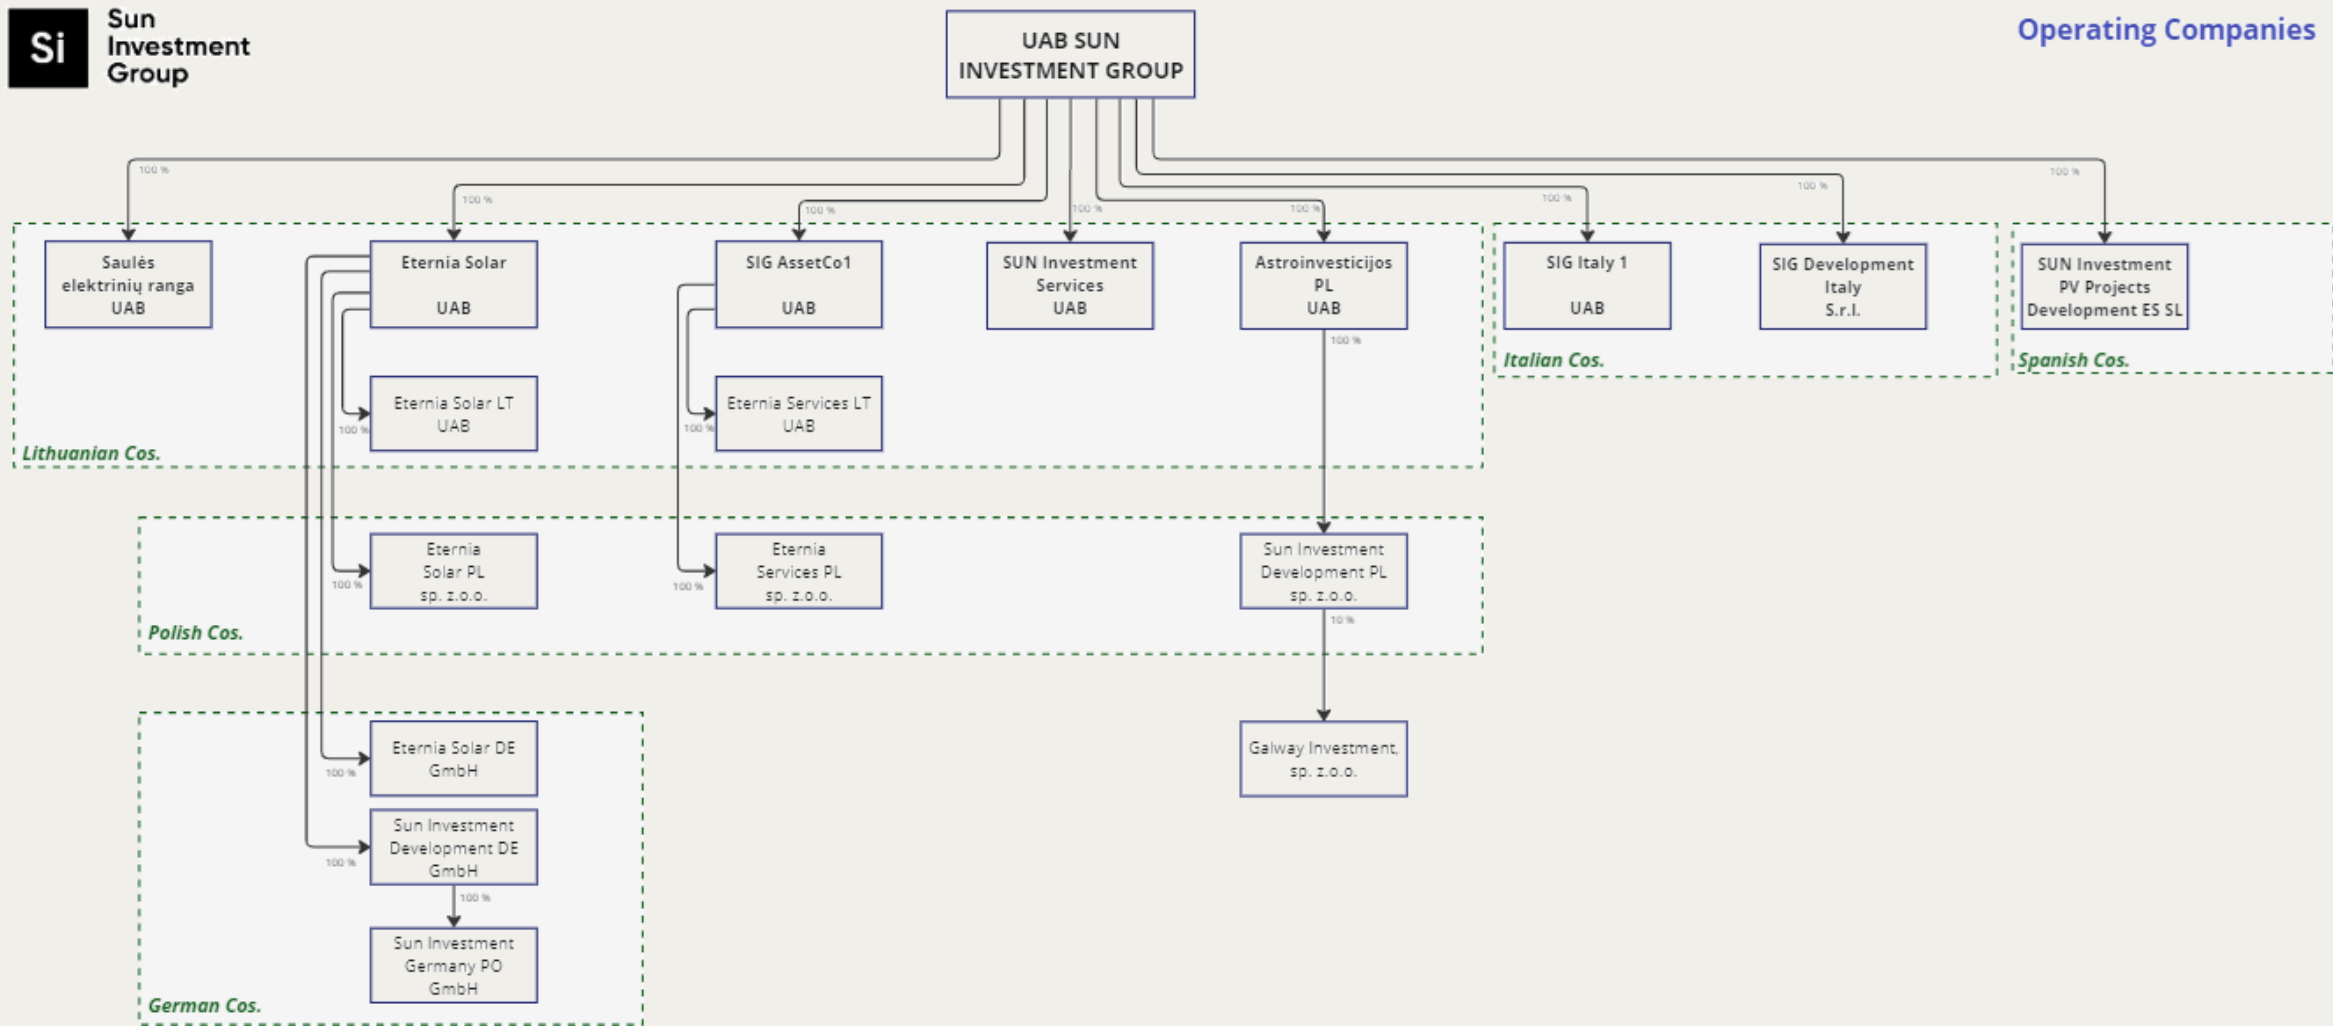 Si
Sun
Investment
Group
UAB SUN
INVESTMENT GROUP
Operating Companies
100 %
100 %
100 %
100 %
100 %
100 %
100 %
100 %
Saulės
elektrinių ranga
UAB
Eternia Solar
UAB
SIG AssetCo1
UAB
SUN Investment
Services
UAB
Astroinvesticijos
PL
UAB
SIG Italy 1
UAB
SIG Development
Italy
S.r.l.
SUN Investment
PV Projects
Development ES SL
100 %
Italian Cos.
Spanish Cos.
Eternia Solar LT
UAB
100 %
Eternia Services LT
UAB
100 %
Lithuanian Cos.
Eternia
Solar PL
sp. z.o.o.
100 %
Eternia
Services PL
sp. z.o.o.
100 %
Sun Investment
Development PL
sp. z.o.o.
10 %
Polish Cos.
Eternia Solar DE
GmbH
100 %
Galway Investment,
sp. z.o.o.
Sun Investment
Development DE
GmbH
100 %
100 %
Sun Investment
Germany PO
GmbH
German Cos.